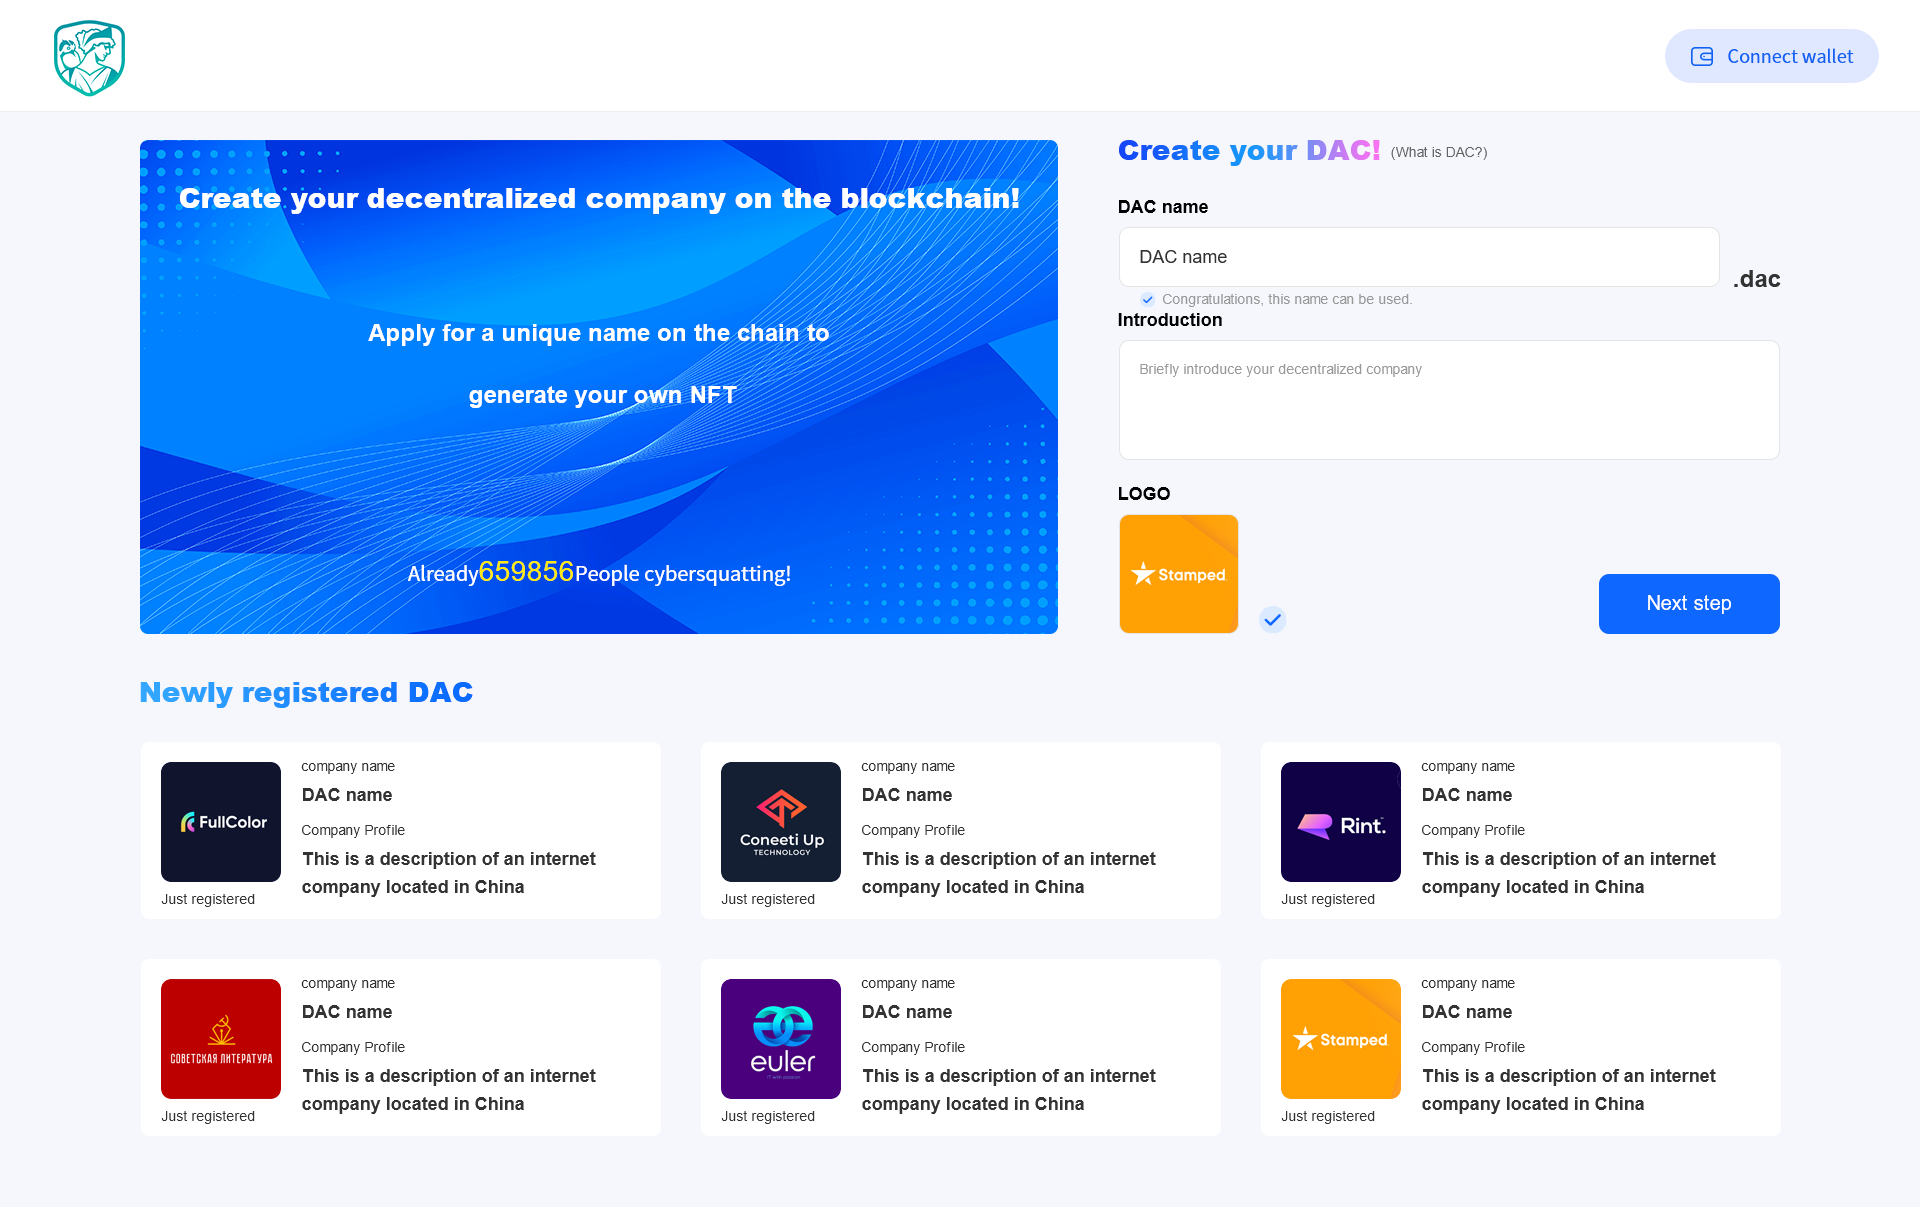 Connect wallet
Create your decentralized company on the blockchain!
Apply for a unique name on the chain to
generate your own NFT
Already659856People cybersquatting!
Create your DAC! (What is DAC?)
DAC name
DAC name
.dac
Congratulations, this name can be used.
Introduction
Briefly introduce your decentralized company
LOGO
Stamped
Next step
Newly registered DAC
FullColor
Just registered
company name
DAC name
Company Profile
This is a description of an internet
company located in China
Coneeti Up
TECHNOLOGY
Just registered
company name
DAC name
Company Profile
This is a description of an internet
company located in China
Rint.
Just registered
company name
DAC name
Company Profile
This is a description of an internet
company located in China
СОВЕТСКАЯ ЛИТЕРАТУРА
Just registered
company name
DAC name
Company Profile
This is a description of an internet
company located in China
euler
IT with passion
Just registered
company name
DAC name
Company Profile
This is a description of an internet
company located in China
Stamped
Just registered
company name
DAC name
Company Profile
This is a description of an internet
company located in China